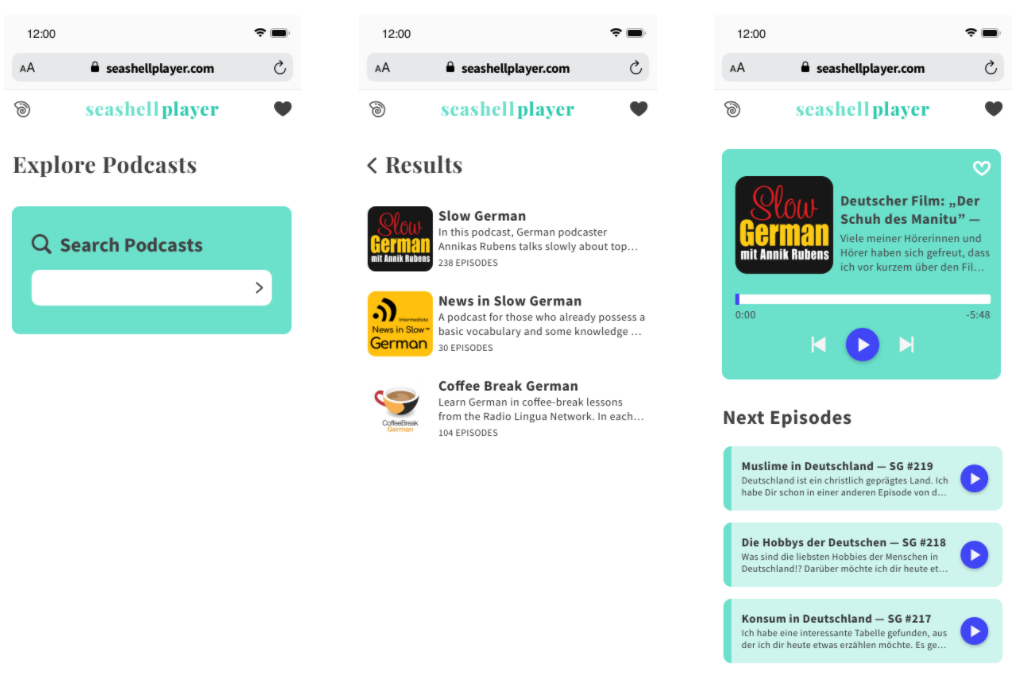 12:00
AA seashellplayer.com
seashell player
Explore Podcasts
Search Podcasts
12:00
AA seashellplayer.com
seashell player
Results
Slow
German
mit Annik Rubens
Slow German
In this podcast, German podcaster
Annikas Rubens talks slowly about top...
238 EPISODES
intermediate
News in Slow™
German
News in Slow German
A podcast for those who already possess a
basic vocabulary and some knowledge ...
30 EPISODES
CoffeeBreak
German
Coffee Break German
Learn German in coffee-break lessons
from the Radio Lingua Network. In each...
104 EPISODES
12:00
AA seashellplayer.com
seashell player
Slow
German
mit Annik Rubens
Deutscher Film: „Der
Schuh des Manitu” —
Viele meiner Hörerinnen und
Hörer haben sich gefreut, dass
ich vor kurzem über den Fil...
0:00 -5:48
Next Episodes
Muslime in Deutschland — SG #219
Deutschland ist ein christlich geprägtes Land. Ich
habe Dir schon in einer anderen Episode von d...
Die Hobbys der Deutschen — SG #218
Was sind die liebsten Hobbies der Menschen in
Deutschland!? Darüber möchte ich dir heute et...
Konsum in Deutschland — SG #217
Ich habe eine interessante Tabelle gefunden, aus
der ich dir heute etwas erzählen möchte. Es ge...